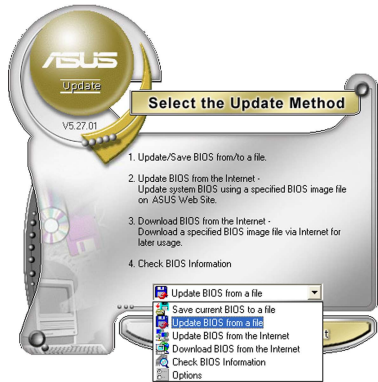 ASUS
Update
V5.27.01
Select the Update Method
1. Update/Save BIOS from/to a file.
2. Update BIOS from the Internet -
Update system BIOS using a specified BIOS image file
on ASUS Web Site.
3. Download BIOS from the Internet -
Download a specified BIOS image file via Internet for
later usage.
4. Check BIOS Information
Update BIOS from a file
Save current BIOS to a file
Update BIOS from a file
Update BIOS from the Internet
Download BIOS from the Internet
Check BIOS Information
Options